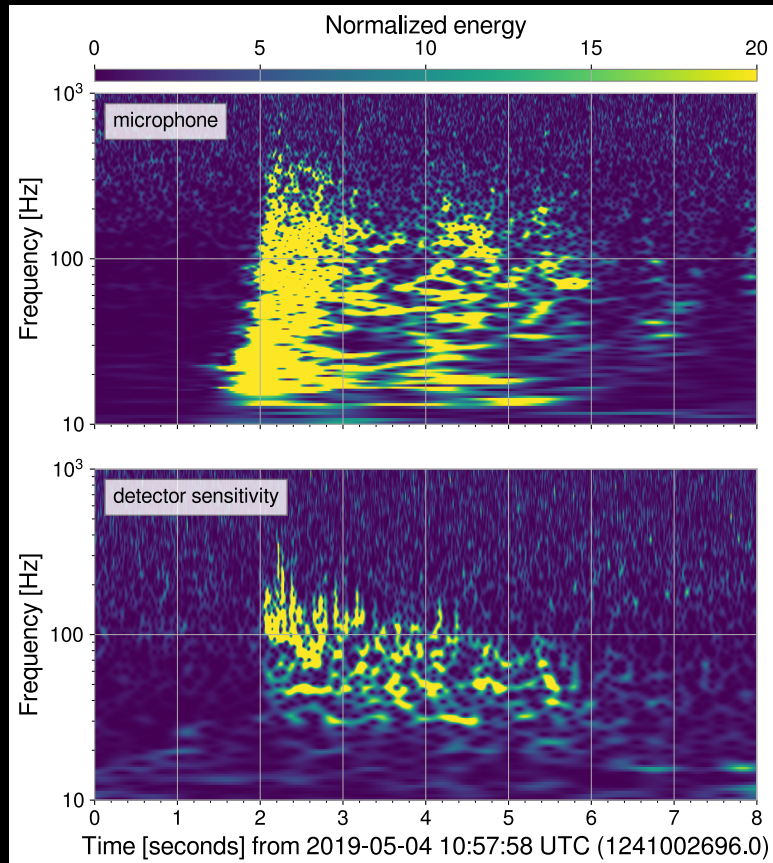 Normalized energy
0 5 10 15 20
10³
microphone
Frequency [Hz]
100
10
10³
detector sensitivity
Frequency [Hz]
100
10
0 1 2 3 4 5 6 7 8
Time [seconds] from 2019-05-04 10:57:58 UTC (1241002696.0)